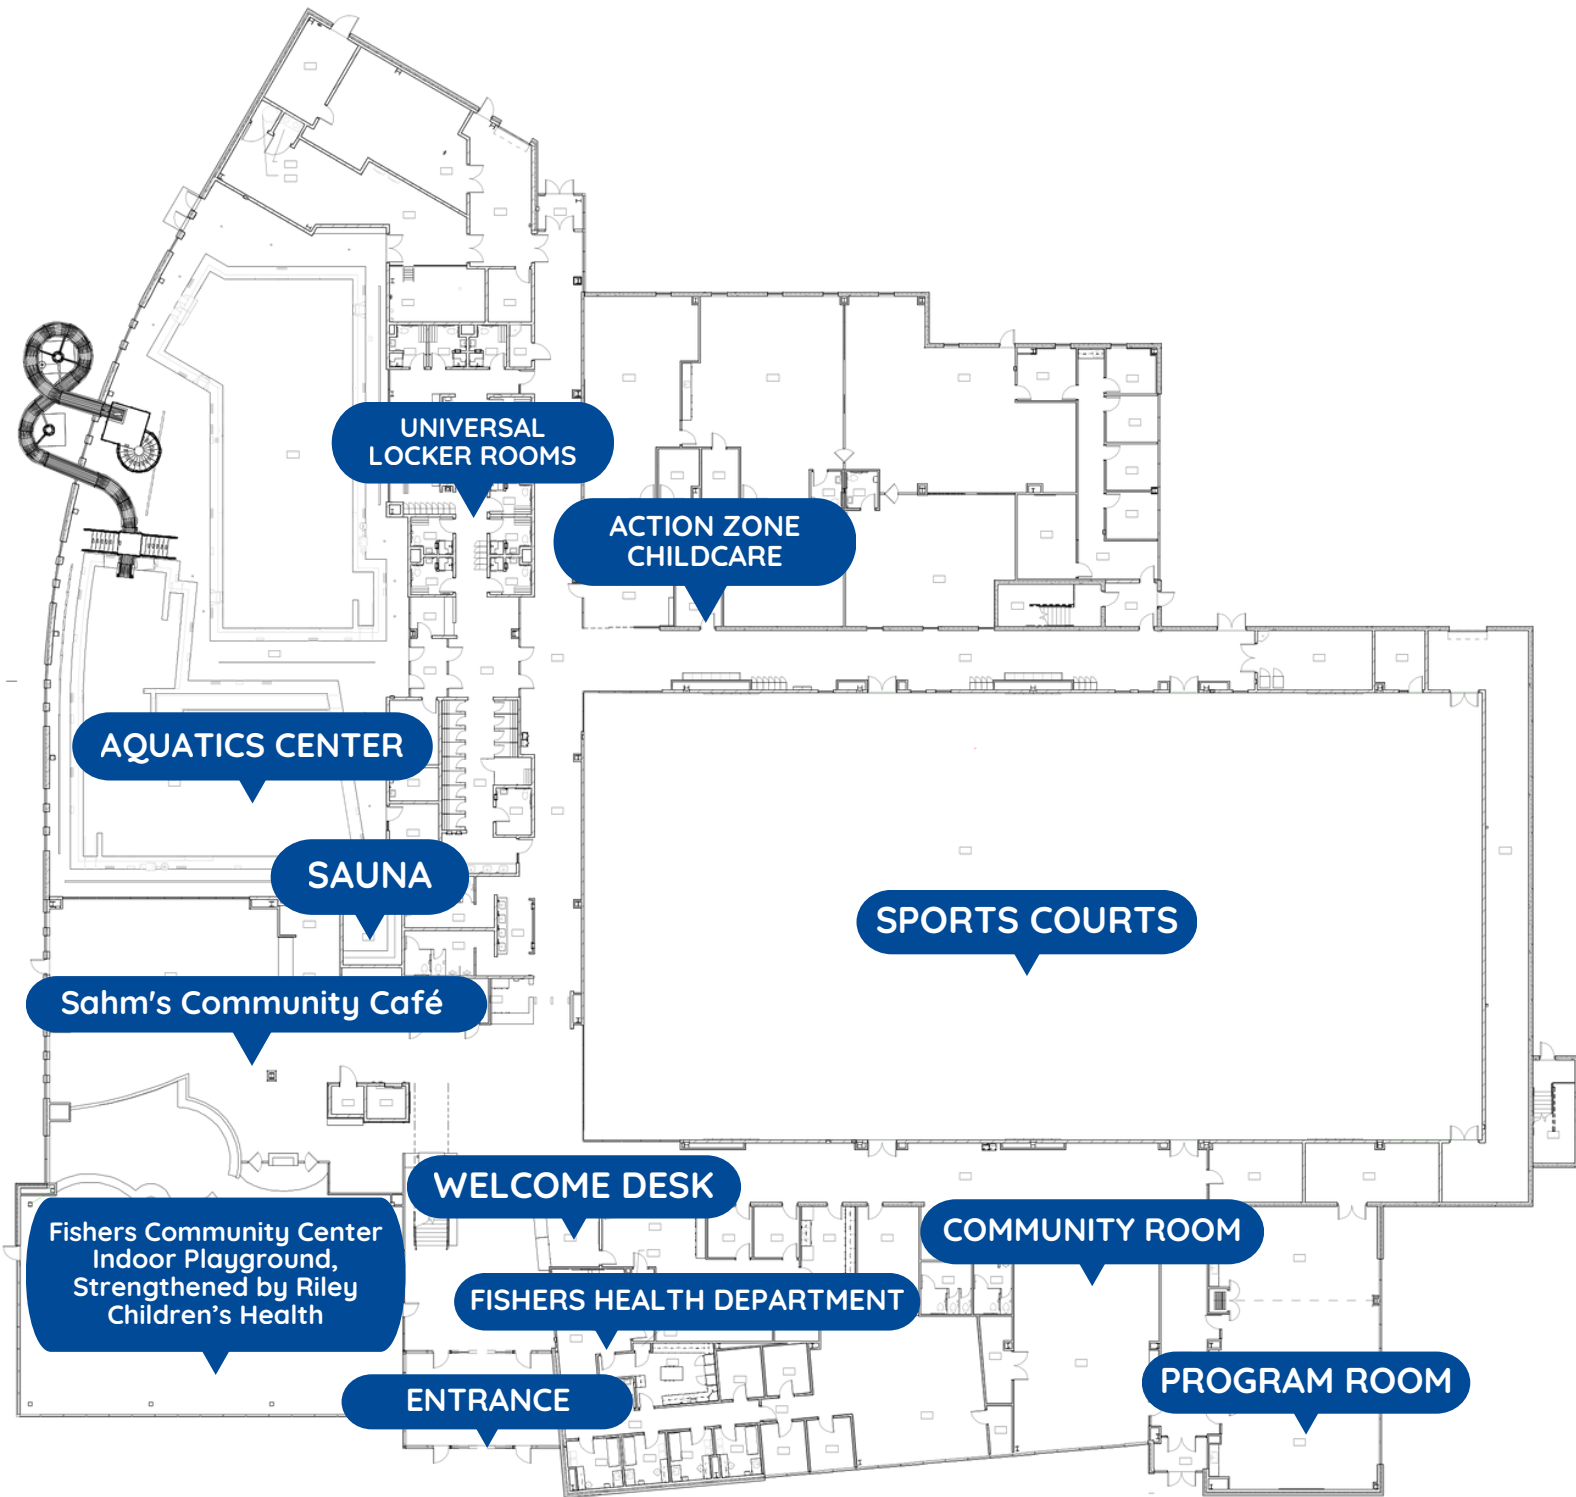 UNIVERSAL
LOCKER ROOMS
ACTION ZONE
CHILDCARE
AQUATICS CENTER
SAUNA
SPORTS COURTS
Sahm's Community Café
WELCOME DESK
Fishers Community Center
Indoor Playground,
Strengthened by Riley
Children’s Health
COMMUNITY ROOM
FISHERS HEALTH DEPARTMENT
ENTRANCE
PROGRAM ROOM